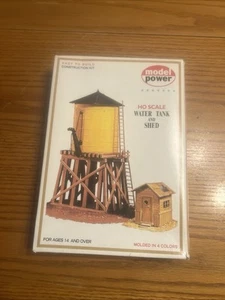 model
power
HO SCALE
WATER TANK
AND
SHED
FOR AGES 14 AND OVER
MOLDED IN 4 COLORS